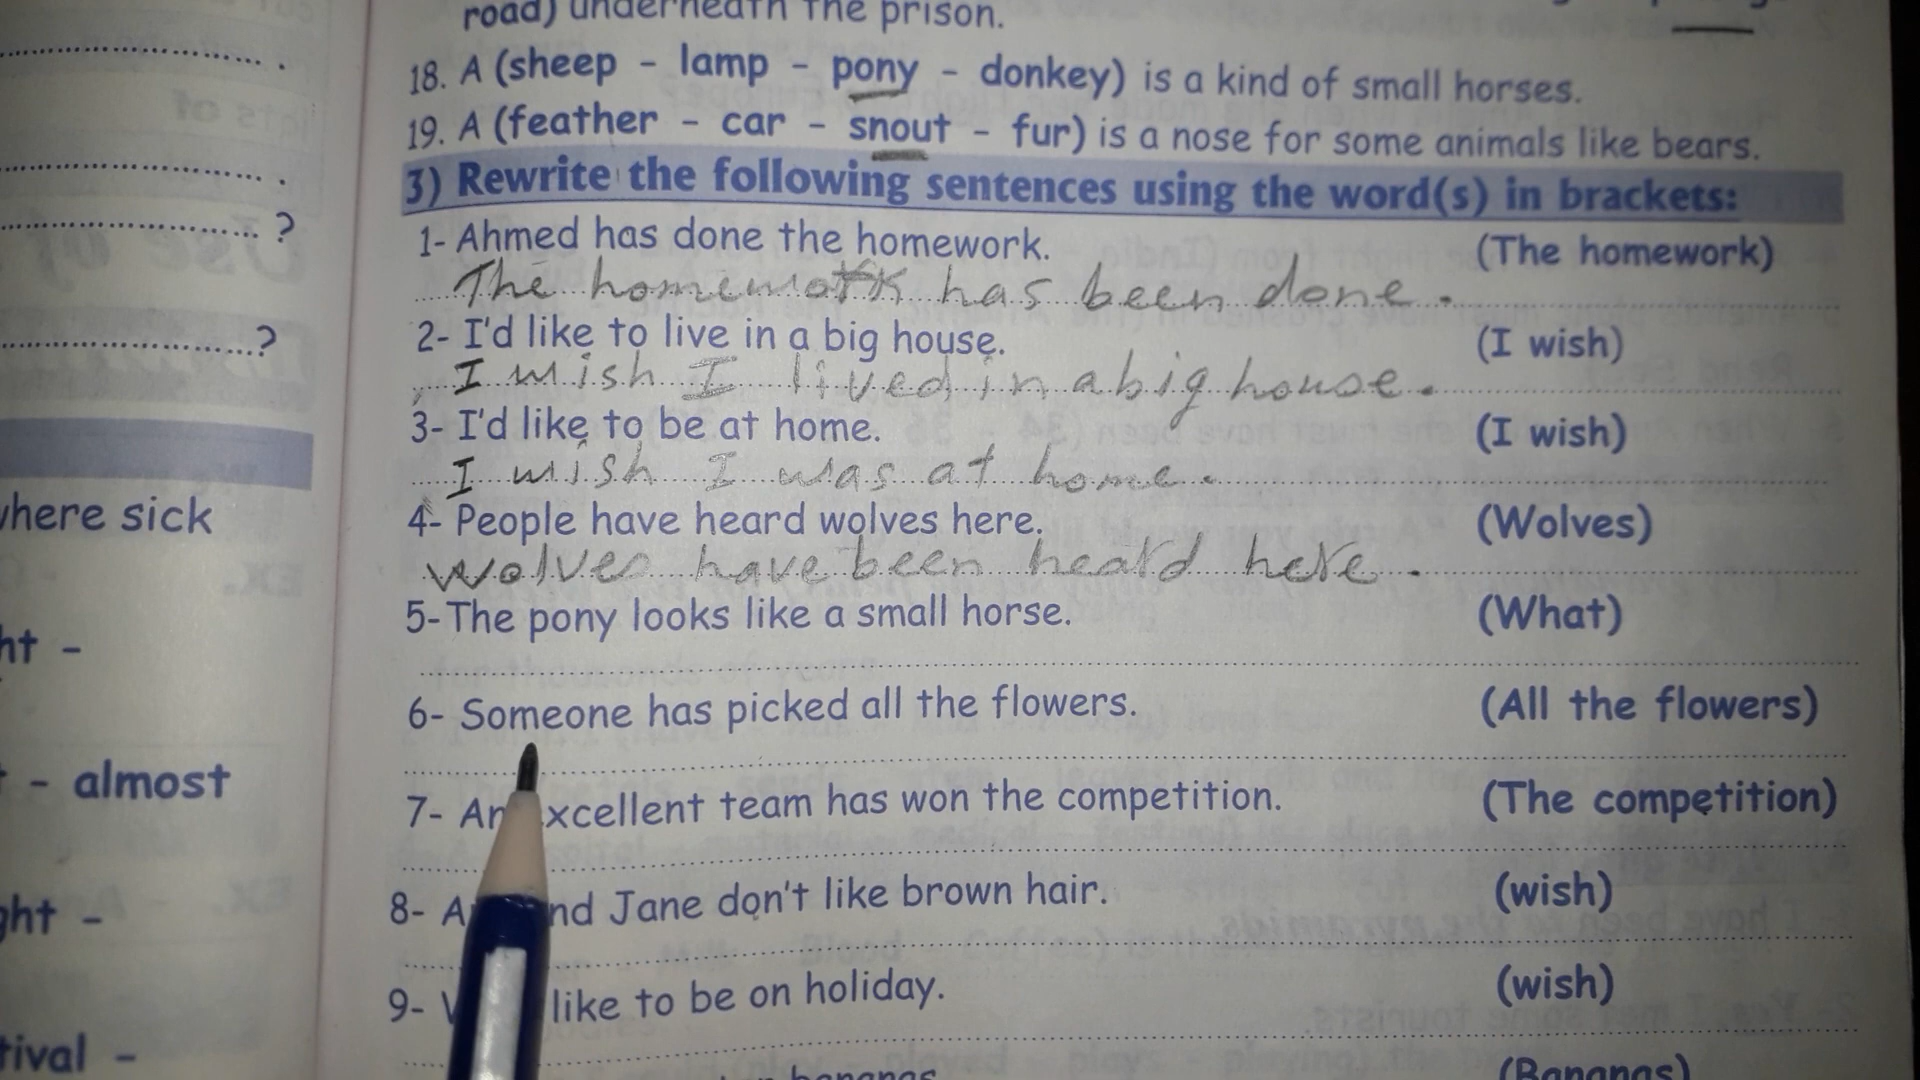 road) underneath the prison.
18. A (sheep - lamp - pony - donkey) is a kind of small horses.
19. A (feather - car - snout - fur) is a nose for some animals like bears.
3) Rewrite the following sentences using the word(s) in brackets:
1- Ahmed has done the homework. (The homework)
The homework has been done.
2- I'd like to live in a big house. (I wish)
I wish I lived in a big house.
3- I'd like to be at home. (I wish)
I wish I was at home.
4- People have heard wolves here. (Wolves)
Wolves have been heard here.
5- The pony looks like a small horse. (What)
6- Someone has picked all the flowers. (All the flowers)
7- An excellent team has won the competition. (The competition)
8- nd Jane don't like brown hair. (wish)
9- like to be on holiday. (wish)
bananas (Bananas)
.
.
?
?
where sick
ht -
- almost
ght -
tival -